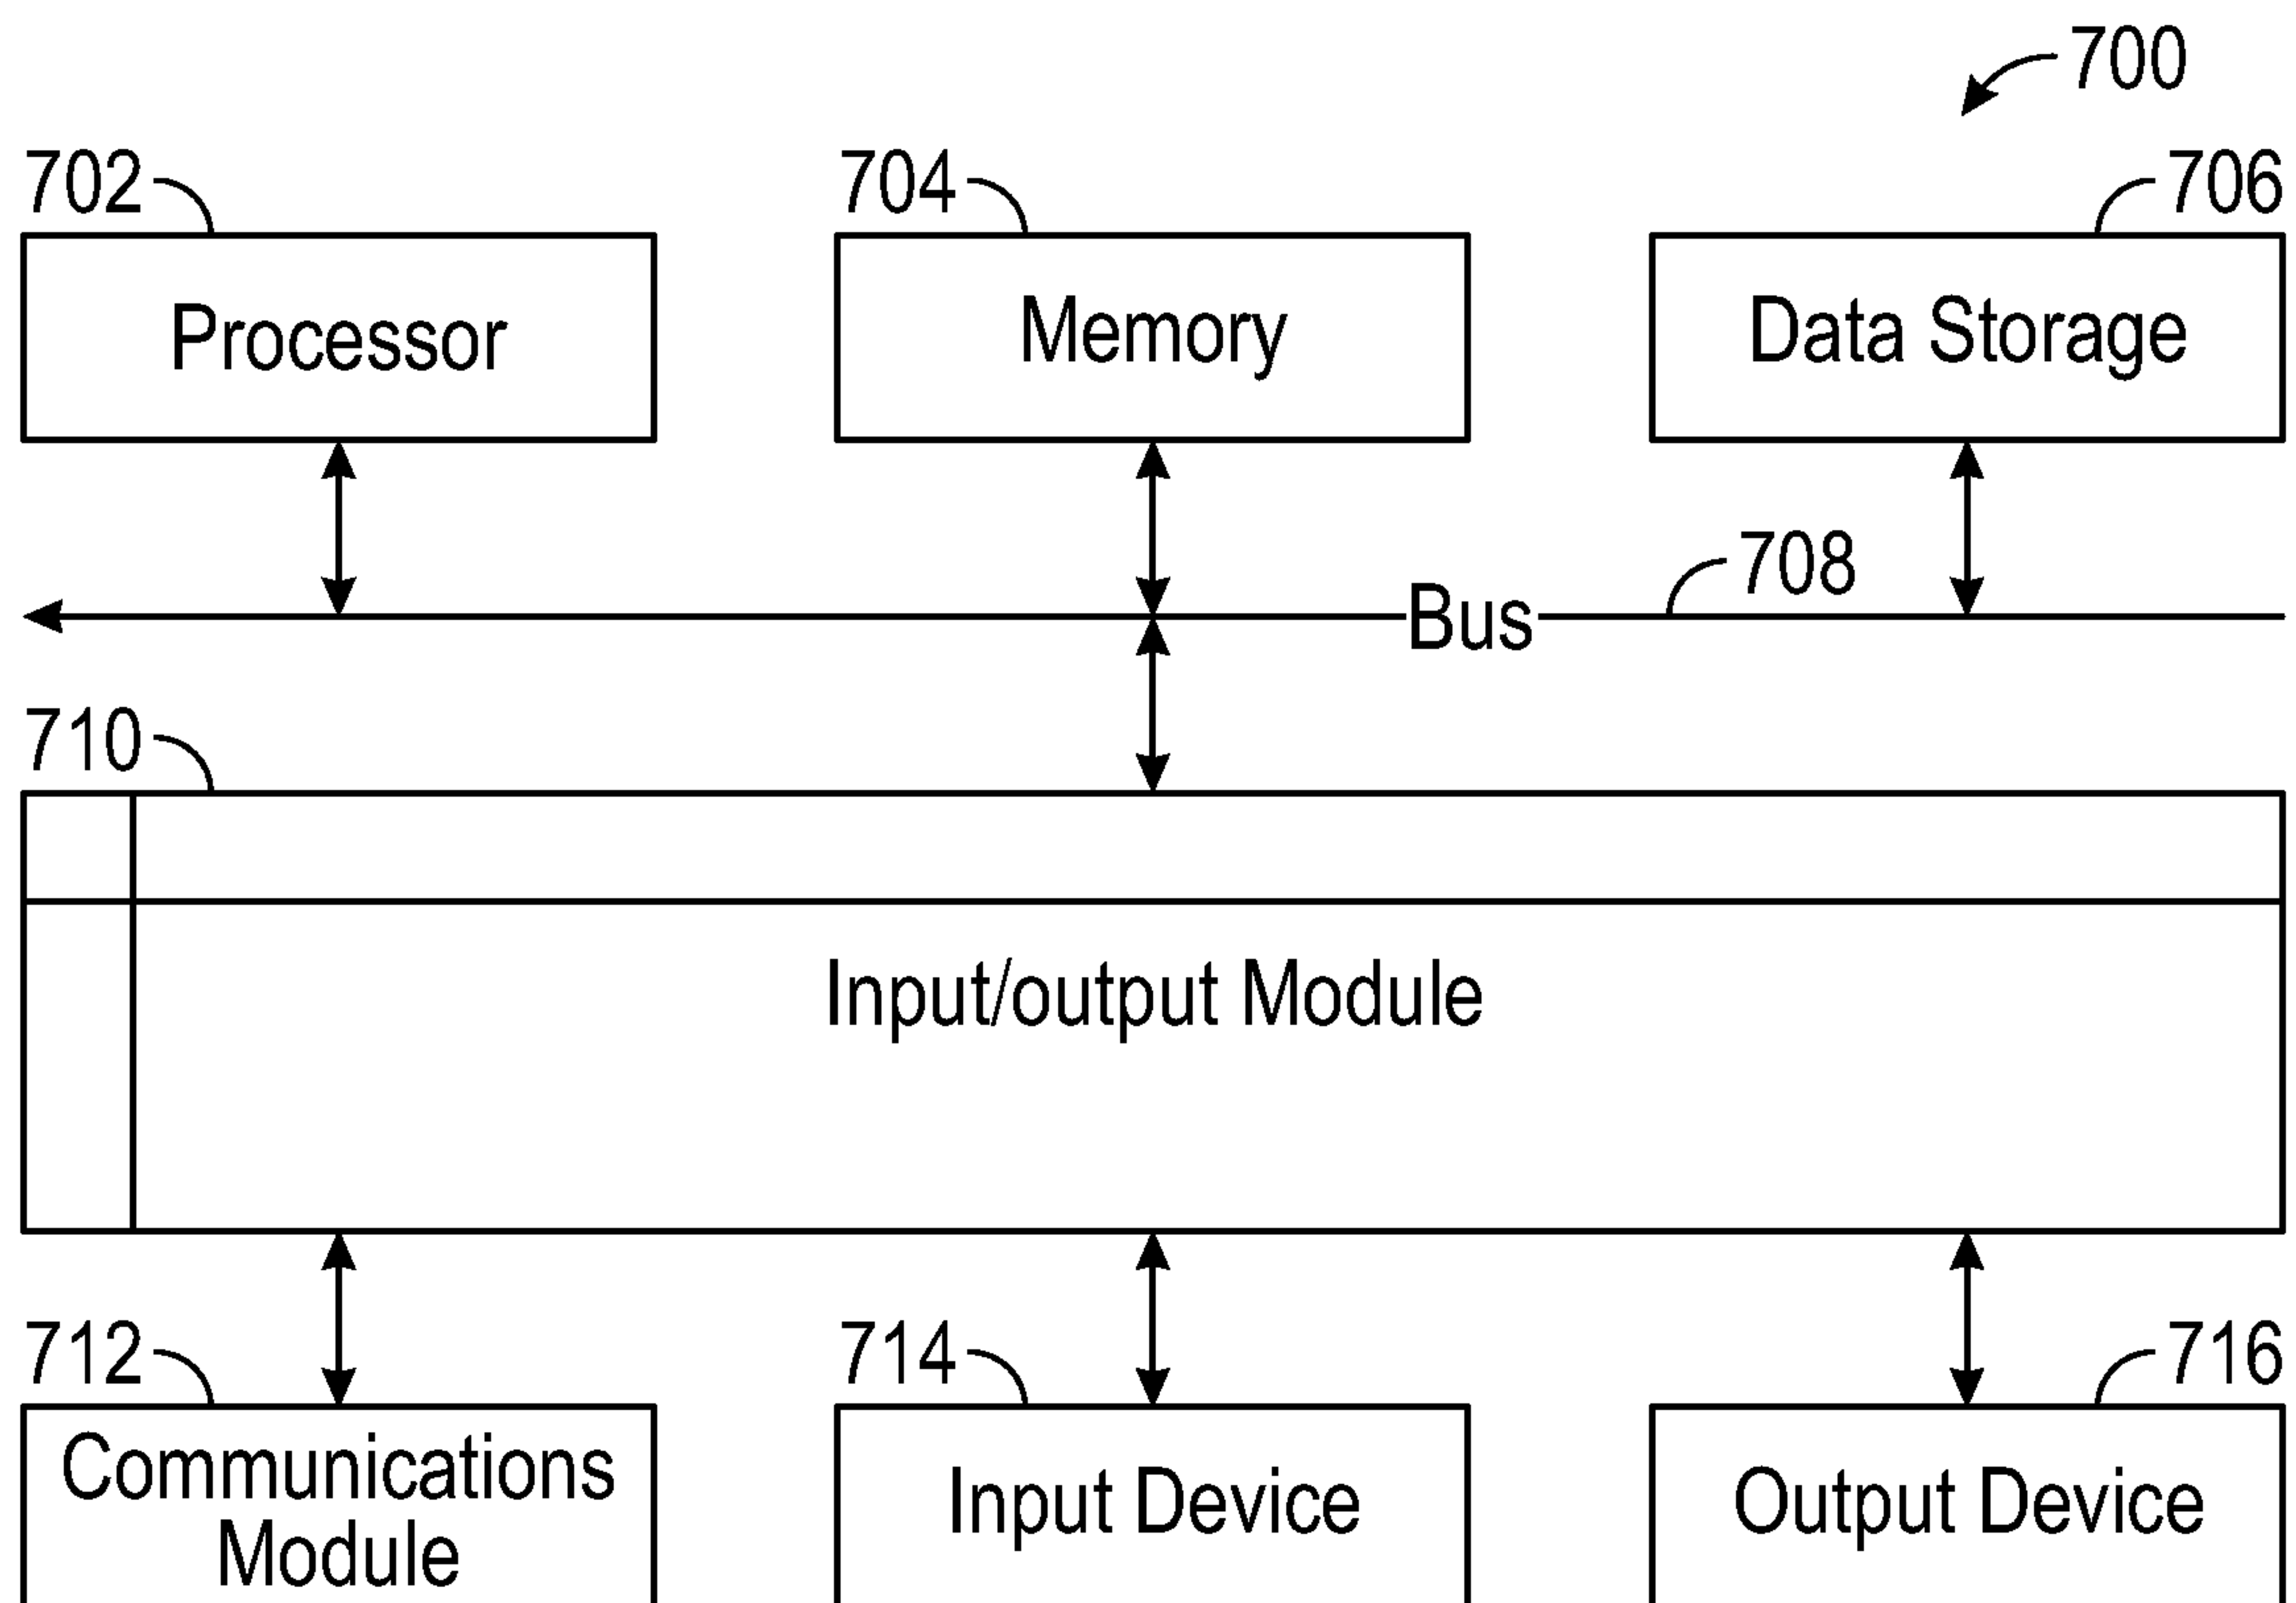 700
702
704
706
Processor
Memory
Data Storage
708
Bus
710
Input/output Module
712
714
716
Communications
Module
Input Device
Output Device